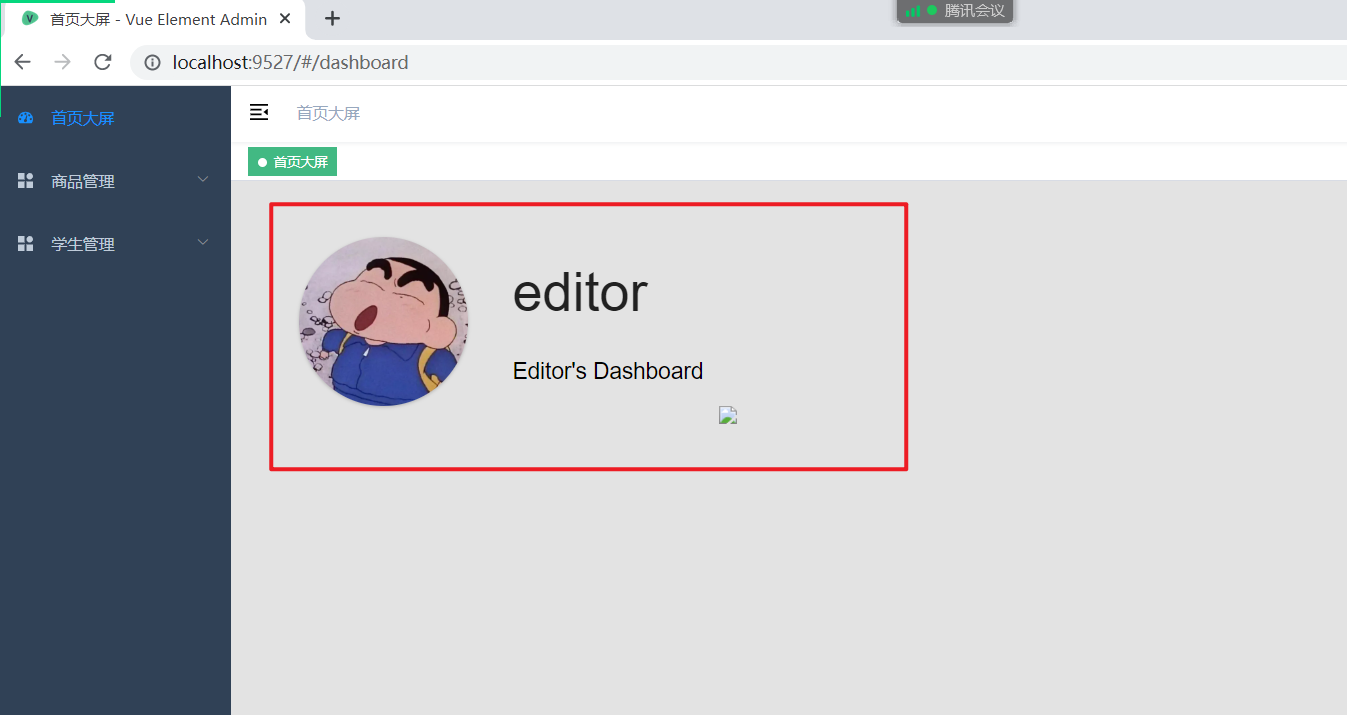 首页大屏 - Vue Element Admin
腾讯会议
localhost:9527/#/dashboard
首页大屏
首页大屏
首页大屏
商品管理
学生管理
editor
Editor's Dashboard